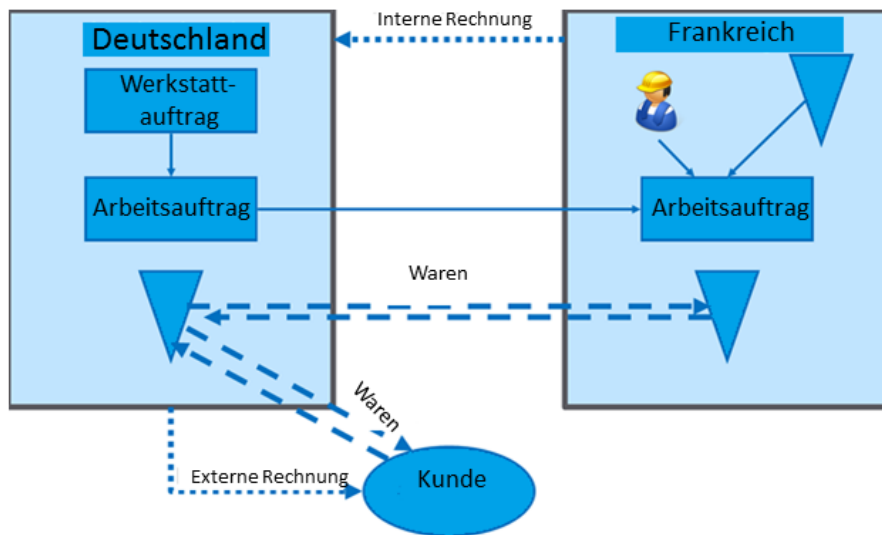 Interne Rechnung
Deutschland
Frankreich
Werkstatt-
auftrag
Arbeitsauftrag
Arbeitsauftrag
Waren
Waren
Externe Rechnung
Kunde